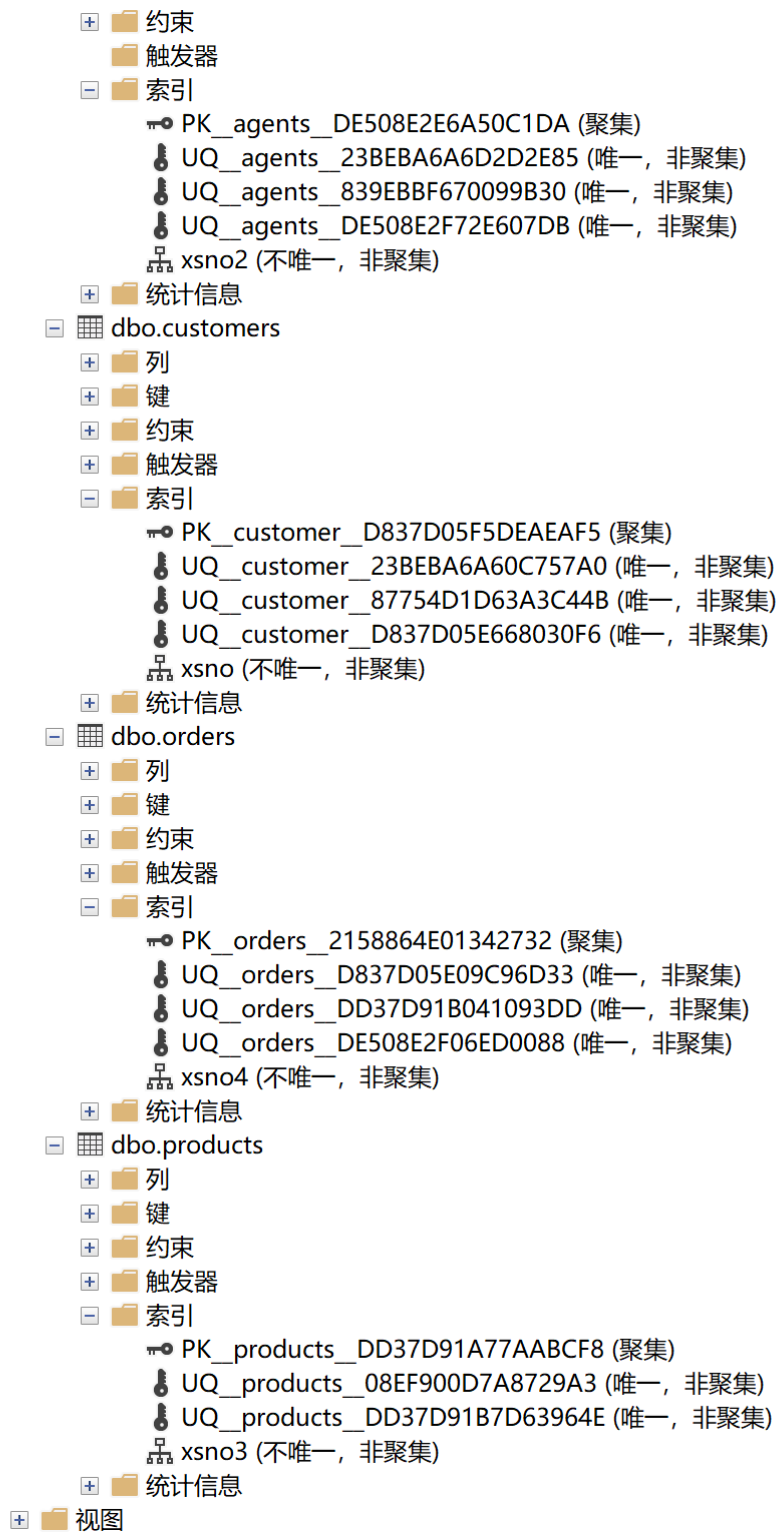 约束
触发器
索引
PK__agents__DE508E2E6A50C1DA (聚集)
UQ__agents__23BEBA6A6D2D2E85 (唯一，非聚集)
UQ__agents__839EBBF670099B30 (唯一，非聚集)
UQ__agents__DE508E2F72E607DB (唯一，非聚集)
xsno2 (不唯一，非聚集)
统计信息
dbo.customers
列
键
约束
触发器
索引
PK__customer__D837D05F5DEAEAF5 (聚集)
UQ__customer__23BEBA6A60C757A0 (唯一，非聚集)
UQ__customer__87754D1D63A3C44B (唯一，非聚集)
UQ__customer__D837D05E668030F6 (唯一，非聚集)
xsno (不唯一，非聚集)
统计信息
dbo.orders
列
键
约束
触发器
索引
PK__orders__2158864E01342732 (聚集)
UQ__orders__D837D05E09C96D33 (唯一，非聚集)
UQ__orders__DD37D91B041093DD (唯一，非聚集)
UQ__orders__DE508E2F06ED0088 (唯一，非聚集)
xsno4 (不唯一，非聚集)
统计信息
dbo.products
列
键
约束
触发器
索引
PK__products__DD37D91A77AABCF8 (聚集)
UQ__products__08EF900D7A8729A3 (唯一，非聚集)
UQ__products__DD37D91B7D63964E (唯一，非聚集)
xsno3 (不唯一，非聚集)
统计信息
视图